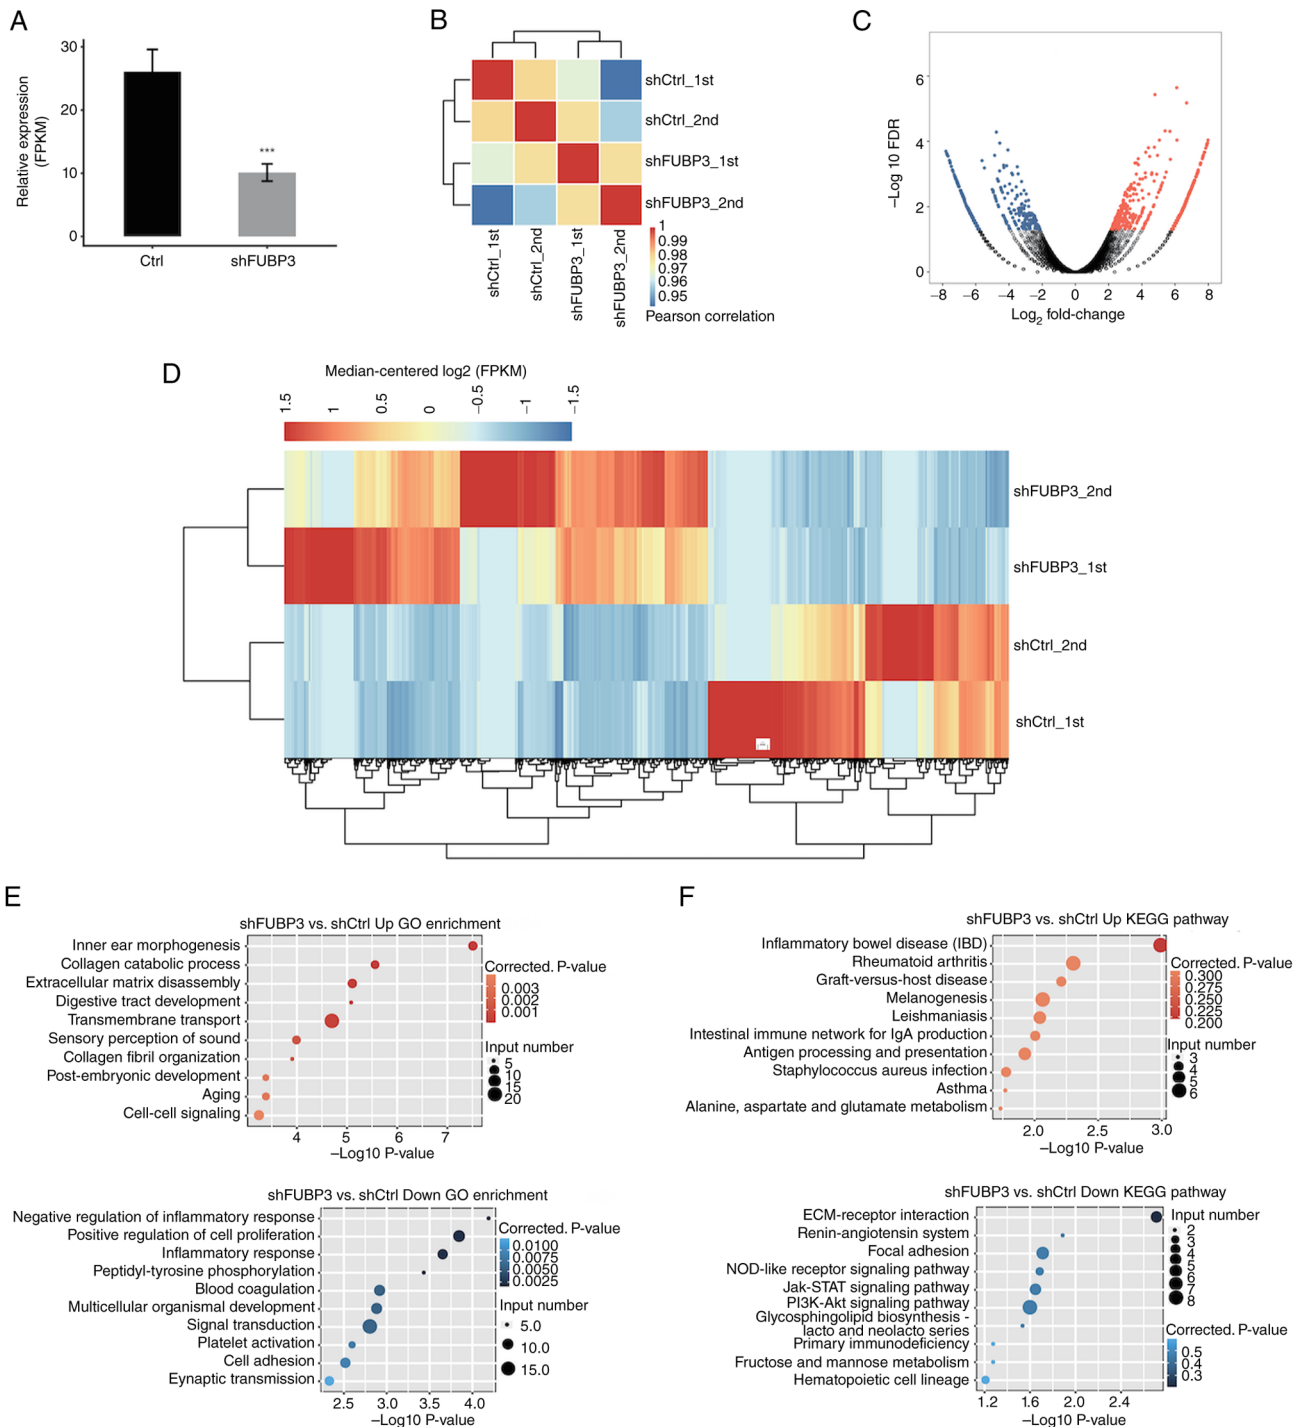 A
Relative expression
(FPKM)
30
20
10
0
***
Ctrl
shFUBP3
B
shCtrl_1st
shCtrl_2nd
shFUBP3_1st
shFUBP3_2nd
shCtrl_1st
shCtrl_2nd
shFUBP3_1st
shFUBP3_2nd
1
0.99
0.98
0.97
0.96
0.95
Pearson correlation
C
−Log 10 FDR
6
4
2
0
−8 −6 −4 −2 0 2 4 6 8
Log2 fold-change
D
Median-centered log2 (FPKM)
1.5 1 0.5 0 −0.5 −1 −1.5
shFUBP3_2nd
shFUBP3_1st
shCtrl_2nd
shCtrl_1st
E
shFUBP3 vs. shCtrl Up GO enrichment
Inner ear morphogenesis
Collagen catabolic process
Extracellular matrix disassembly
Digestive tract development
Transmembrane transport
Sensory perception of sound
Collagen fibril organization
Post-embryonic development
Aging
Cell-cell signaling
4 5 6 7
−Log10 P-value
Corrected. P-value
0.003
0.002
0.001
Input number
5
10
15
20
shFUBP3 vs. shCtrl Down GO enrichment
Negative regulation of inflammatory response
Positive regulation of cell proliferation
Inflammatory response
Peptidyl-tyrosine phosphorylation
Blood coagulation
Multicellular organismal development
Signal transduction
Platelet activation
Cell adhesion
Eynaptic transmission
2.5 3.0 3.5 4.0
−Log10 P-value
Corrected. P-value
0.0100
0.0075
0.0050
0.0025
Input number
5.0
10.0
15.0
F
shFUBP3 vs. shCtrl Up KEGG pathway
Inflammatory bowel disease (IBD)
Rheumatoid arthritis
Graft-versus-host disease
Melanogenesis
Leishmaniasis
Intestinal immune network for IgA production
Antigen processing and presentation
Staphylococcus aureus infection
Asthma
Alanine, aspartate and glutamate metabolism
2.0 2.5 3.0
−Log10 P-value
Corrected. P-value
0.300
0.275
0.250
0.225
0.200
Input number
3
4
5
6
shFUBP3 vs. shCtrl Down KEGG pathway
ECM-receptor interaction
Renin-angiotensin system
Focal adhesion
NOD-like receptor signaling pathway
Jak-STAT signaling pathway
PI3K-Akt signaling pathway
Glycosphingolipid biosynthesis -
lacto and neolacto series
Primary immunodeficiency
Fructose and mannose metabolism
Hematopoietic cell lineage
1.2 1.6 2.0 2.4
−Log10 P-value
Input number
2
3
4
5
6
7
8
Corrected. P-value
0.5
0.4
0.3